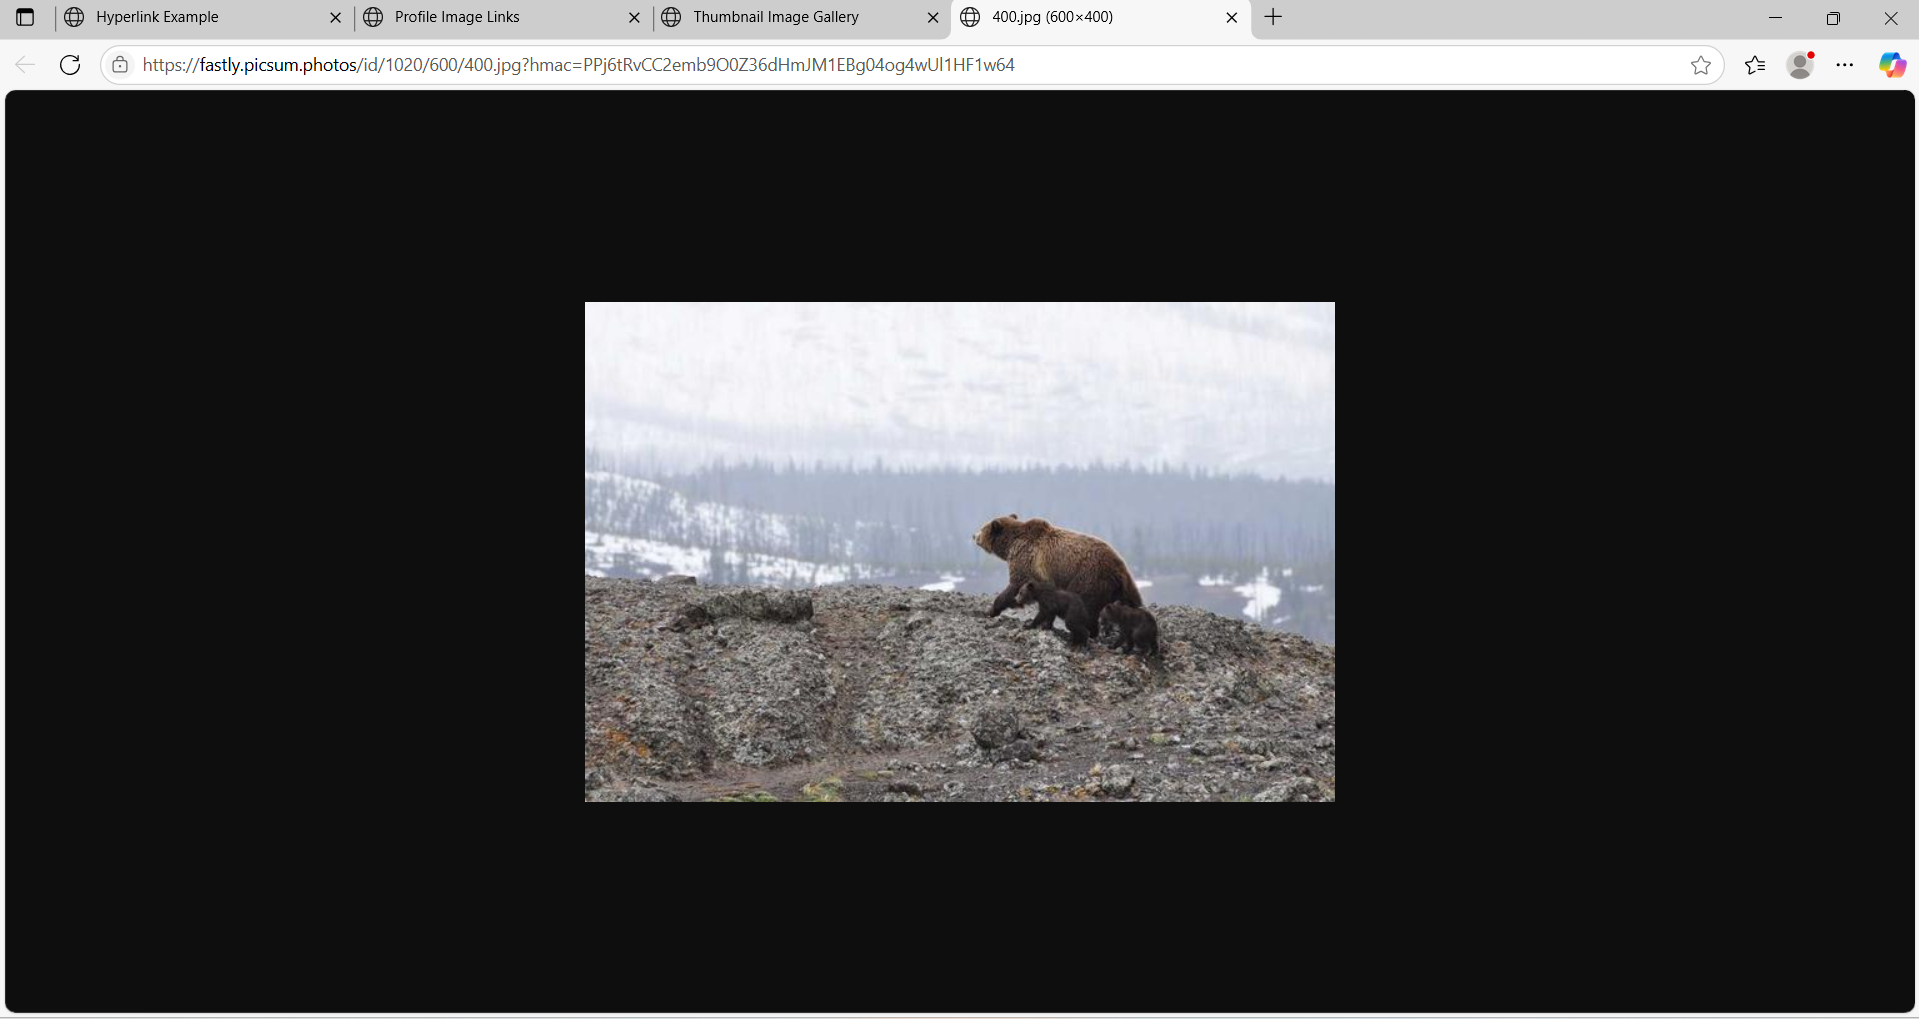 Hyperlink Example
Profile Image Links
Thumbnail Image Gallery
400.jpg (600×400)
https://fastly.picsum.photos/id/1020/600/400.jpg?hmac=PPj6tRvCC2emb9O0Z36dHmJM1EBg04og4wUl1HF1w64